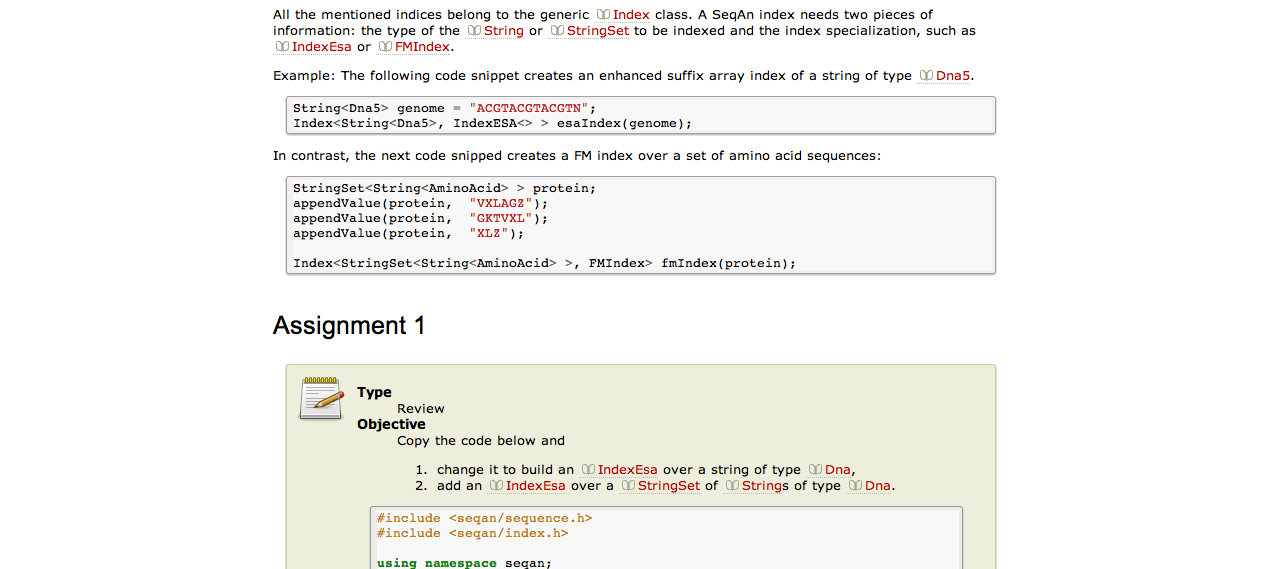 All the mentioned indices belong to the generic Index class. A SeqAn index needs two pieces of
information: the type of the String or StringSet to be indexed and the index specialization, such as
IndexEsa or FMIndex.
Example: The following code snippet creates an enhanced suffix array index of a string of type Dna5.
String<Dna5> genome = "ACGTACGTACGTN";
Index<String<Dna5>, IndexESA<> > esaIndex(genome);
In contrast, the next code snipped creates a FM index over a set of amino acid sequences:
StringSet<String<AminoAcid> > protein;
appendValue(protein,  "VXLAGZ");
appendValue(protein,  "GKTVXL");
appendValue(protein,  "XLZ");
Index<StringSet<String<AminoAcid> >, FMIndex> fmIndex(protein);
Assignment 1
Type
Review
Objective
Copy the code below and
1. change it to build an IndexEsa over a string of type Dna,
2. add an IndexEsa over a StringSet of Strings of type Dna.
#include <seqan/sequence.h>
#include <seqan/index.h>
using namespace seqan;